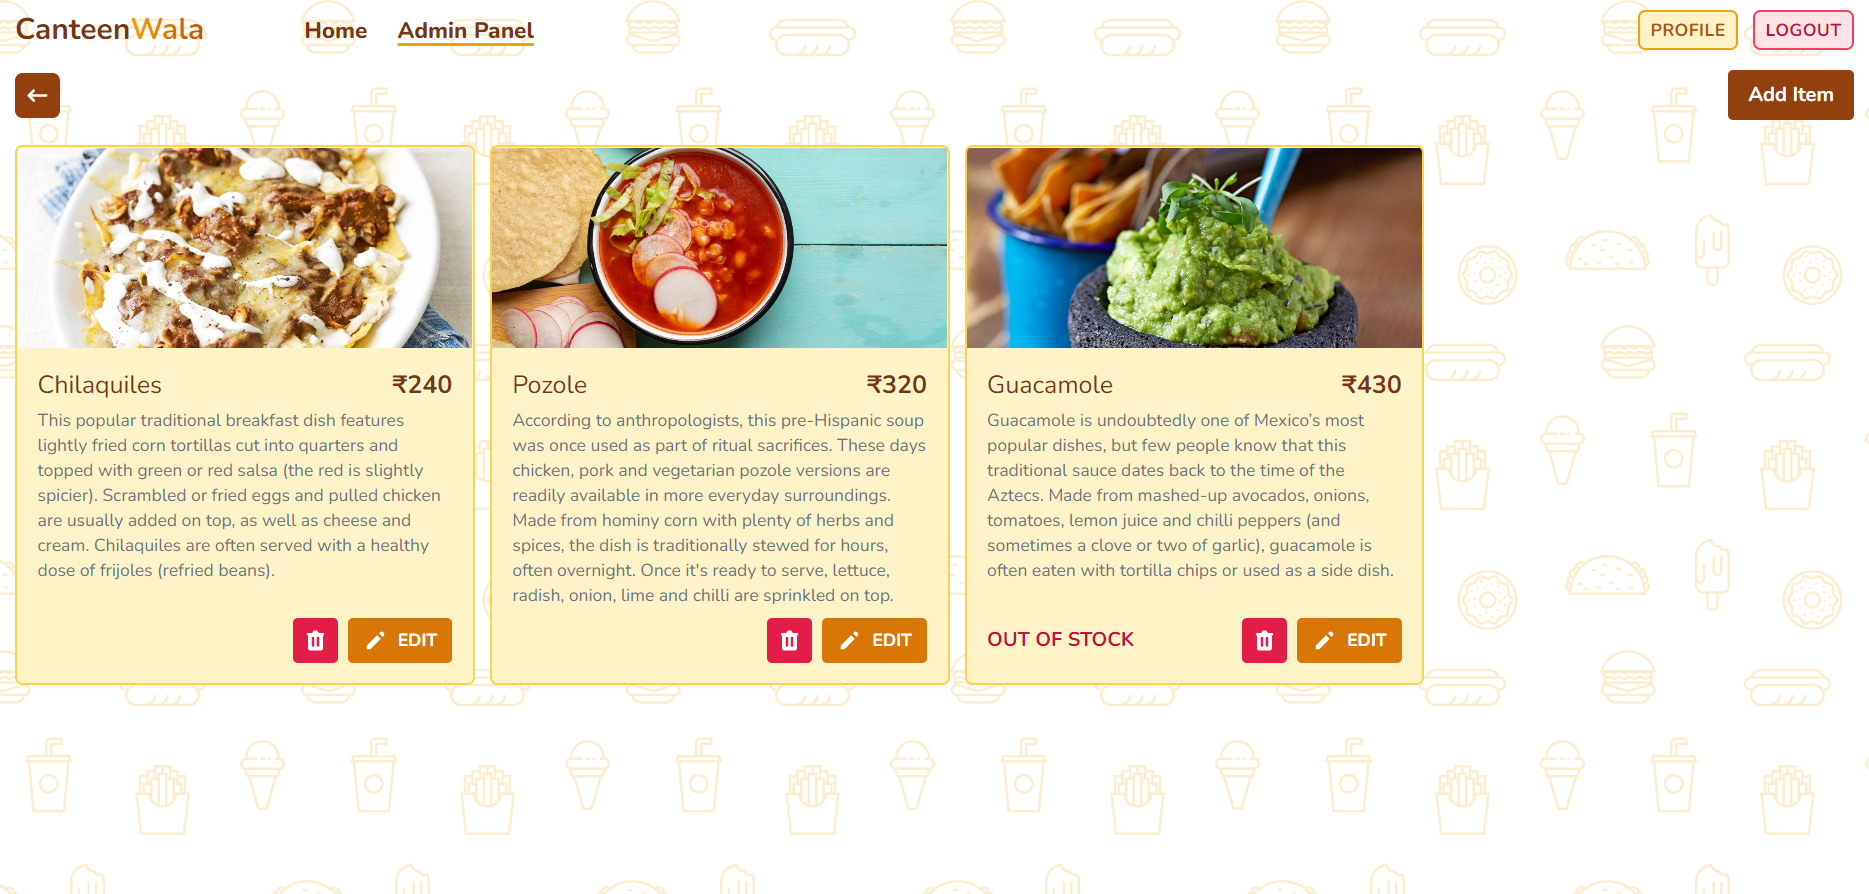 CanteenWala
Home
Admin Panel
PROFILE
LOGOUT
Add Item
Chilaquiles
₹240
This popular traditional breakfast dish features
lightly fried corn tortillas cut into quarters and
topped with green or red salsa (the red is slightly
spicier). Scrambled or fried eggs and pulled chicken
are usually added on top, as well as cheese and
cream. Chilaquiles are often served with a healthy
dose of frijoles (refried beans).
EDIT
Pozole
₹320
According to anthropologists, this pre-Hispanic soup
was once used as part of ritual sacrifices. These days
chicken, pork and vegetarian pozole versions are
readily available in more everyday surroundings.
Made from hominy corn with plenty of herbs and
spices, the dish is traditionally stewed for hours,
often overnight. Once it's ready to serve, lettuce,
radish, onion, lime and chilli are sprinkled on top.
EDIT
Guacamole
₹430
Guacamole is undoubtedly one of Mexico’s most
popular dishes, but few people know that this
traditional sauce dates back to the time of the
Aztecs. Made from mashed-up avocados, onions,
tomatoes, lemon juice and chilli peppers (and
sometimes a clove or two of garlic), guacamole is
often eaten with tortilla chips or used as a side dish.
OUT OF STOCK
EDIT